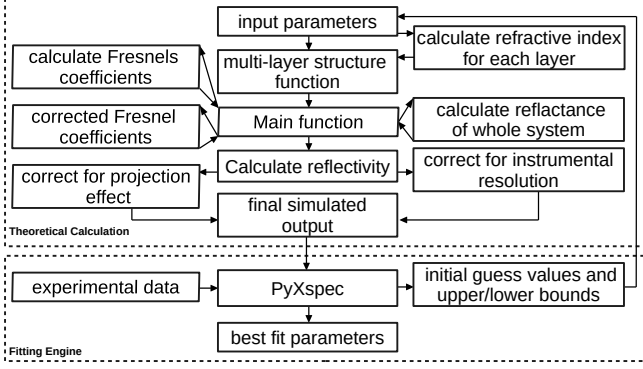 input parameters
calculate refractive index
for each layer
calculate Fresnels
coefficients
multi-layer structure
function
corrected Fresnel
coefficients
Main function
calculate reflactance
of whole system
Calculate reflectivity
correct for projection
effect
correct for instrumental
resolution
final simulated
output
Theoretical Calculation
experimental data
PyXspec
initial guess values and
upper/lower bounds
best fit parameters
Fitting Engine